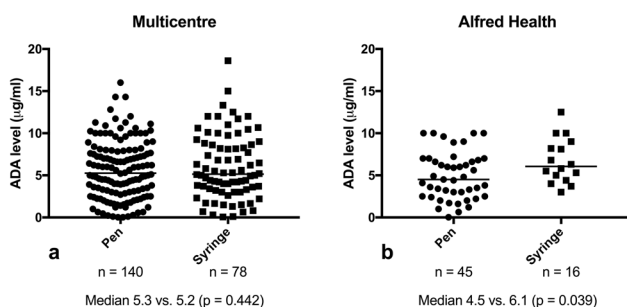 Multicentre
20
15
10
5
0
ADA level (µg/ml)
Pen
Syringe
a
n = 140 n = 78
Median 5.3 vs. 5.2 (p = 0.442)
Alfred Health
20
15
10
5
0
ADA level (µg/ml)
Pen
Syringe
b
n = 45 n = 16
Median 4.5 vs. 6.1 (p = 0.039)